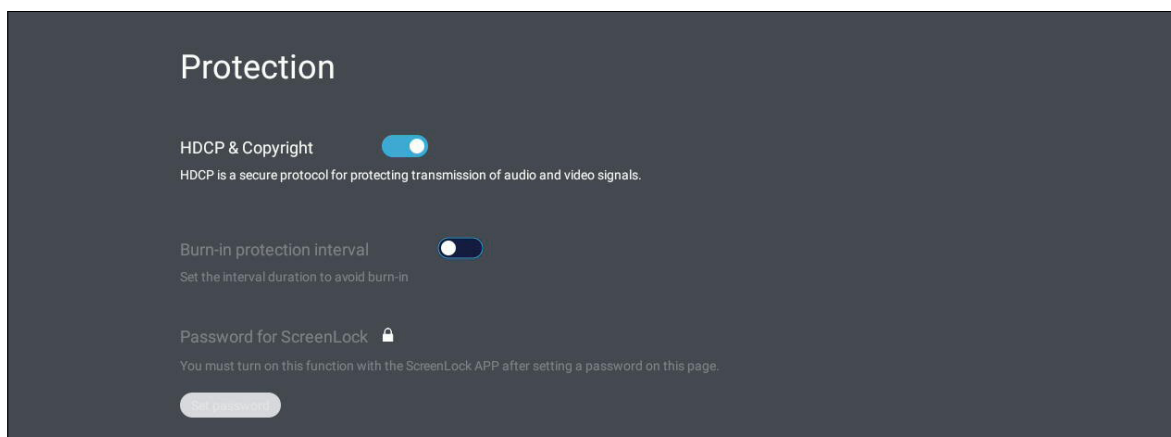 Protection
HDCP & Copyright
HDCP is a secure protocol for protecting transmission of audio and video signals.
Burn-in protection interval
Set the interval duration to avoid burn-in
Password for ScreenLock
You must turn on this function with the ScreenLock APP after setting a password on this page.
Set password